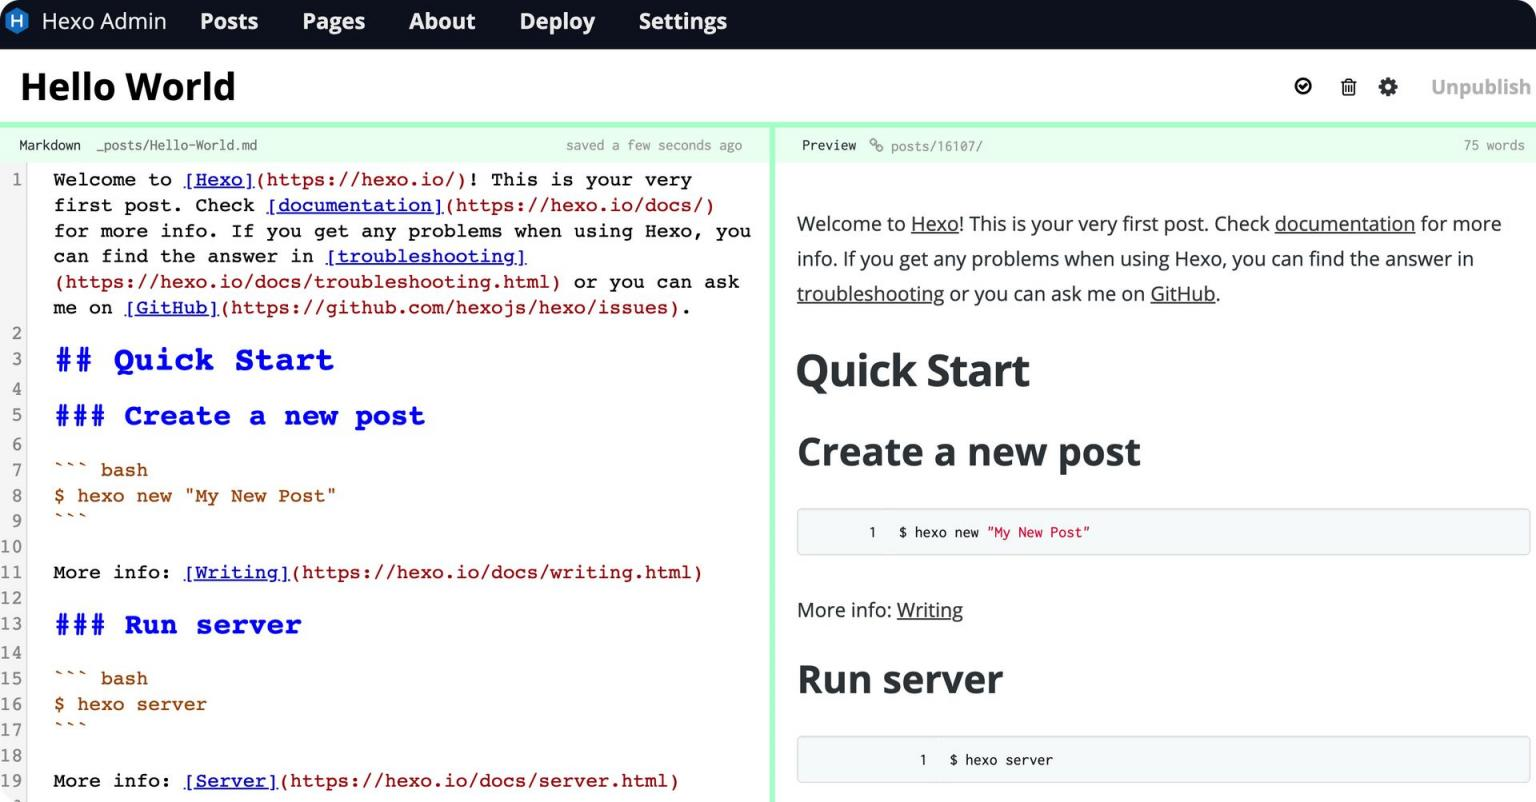 Hexo Admin Posts Pages About Deploy Settings
Hello World
Unpublish
Markdown _posts/Hello-World.md saved a few seconds ago
1 Welcome to [Hexo](https://hexo.io/)! This is your very
first post. Check [documentation](https://hexo.io/docs/)
for more info. If you get any problems when using Hexo, you
can find the answer in [troubleshooting]
(https://hexo.io/docs/troubleshooting.html) or you can ask
me on [GitHub](https://github.com/hexojs/hexo/issues).
2
3 ## Quick Start
4
5 ### Create a new post
6
7 ``` bash
8 $ hexo new "My New Post"
9 ```
10
11 More info: [Writing](https://hexo.io/docs/writing.html)
12
13 ### Run server
14
15 ``` bash
16 $ hexo server
17 ```
18
19 More info: [Server](https://hexo.io/docs/server.html)
Preview posts/16107/ 75 words
Welcome to Hexo! This is your very first post. Check documentation for more
info. If you get any problems when using Hexo, you can find the answer in
troubleshooting or you can ask me on GitHub.
Quick Start
Create a new post
1 $ hexo new "My New Post"
More info: Writing
Run server
1 $ hexo server